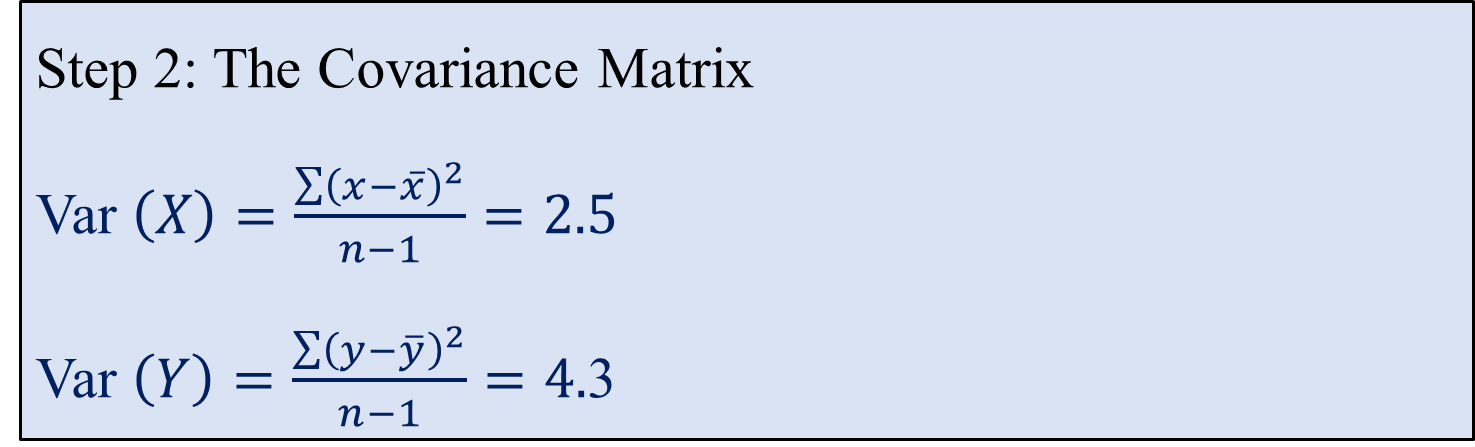 Step 2: The Covariance Matrix
Var (X) = ∑(x−x̄)²/n−1 = 2.5
Var (Y) = ∑(y−ȳ)²/n−1 = 4.3